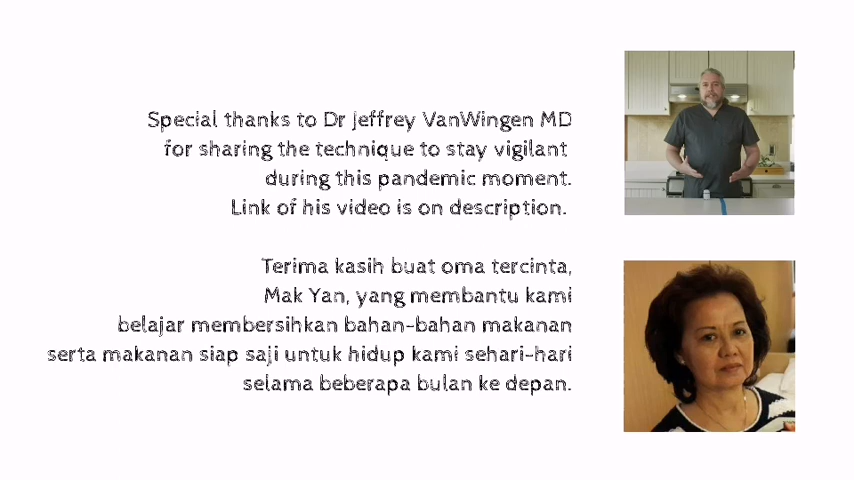 Special thanks to Dr Jeffrey VanWingen MD
for sharing the technique to stay vigilant
during this pandemic moment.
Link of his video is on description.
Terima kasih buat oma tercinta,
Mak Yan, yang membantu kami
belajar membersihkan bahan-bahan makanan
serta makanan siap saji untuk hidup kami sehari-hari
selama beberapa bulan ke depan.